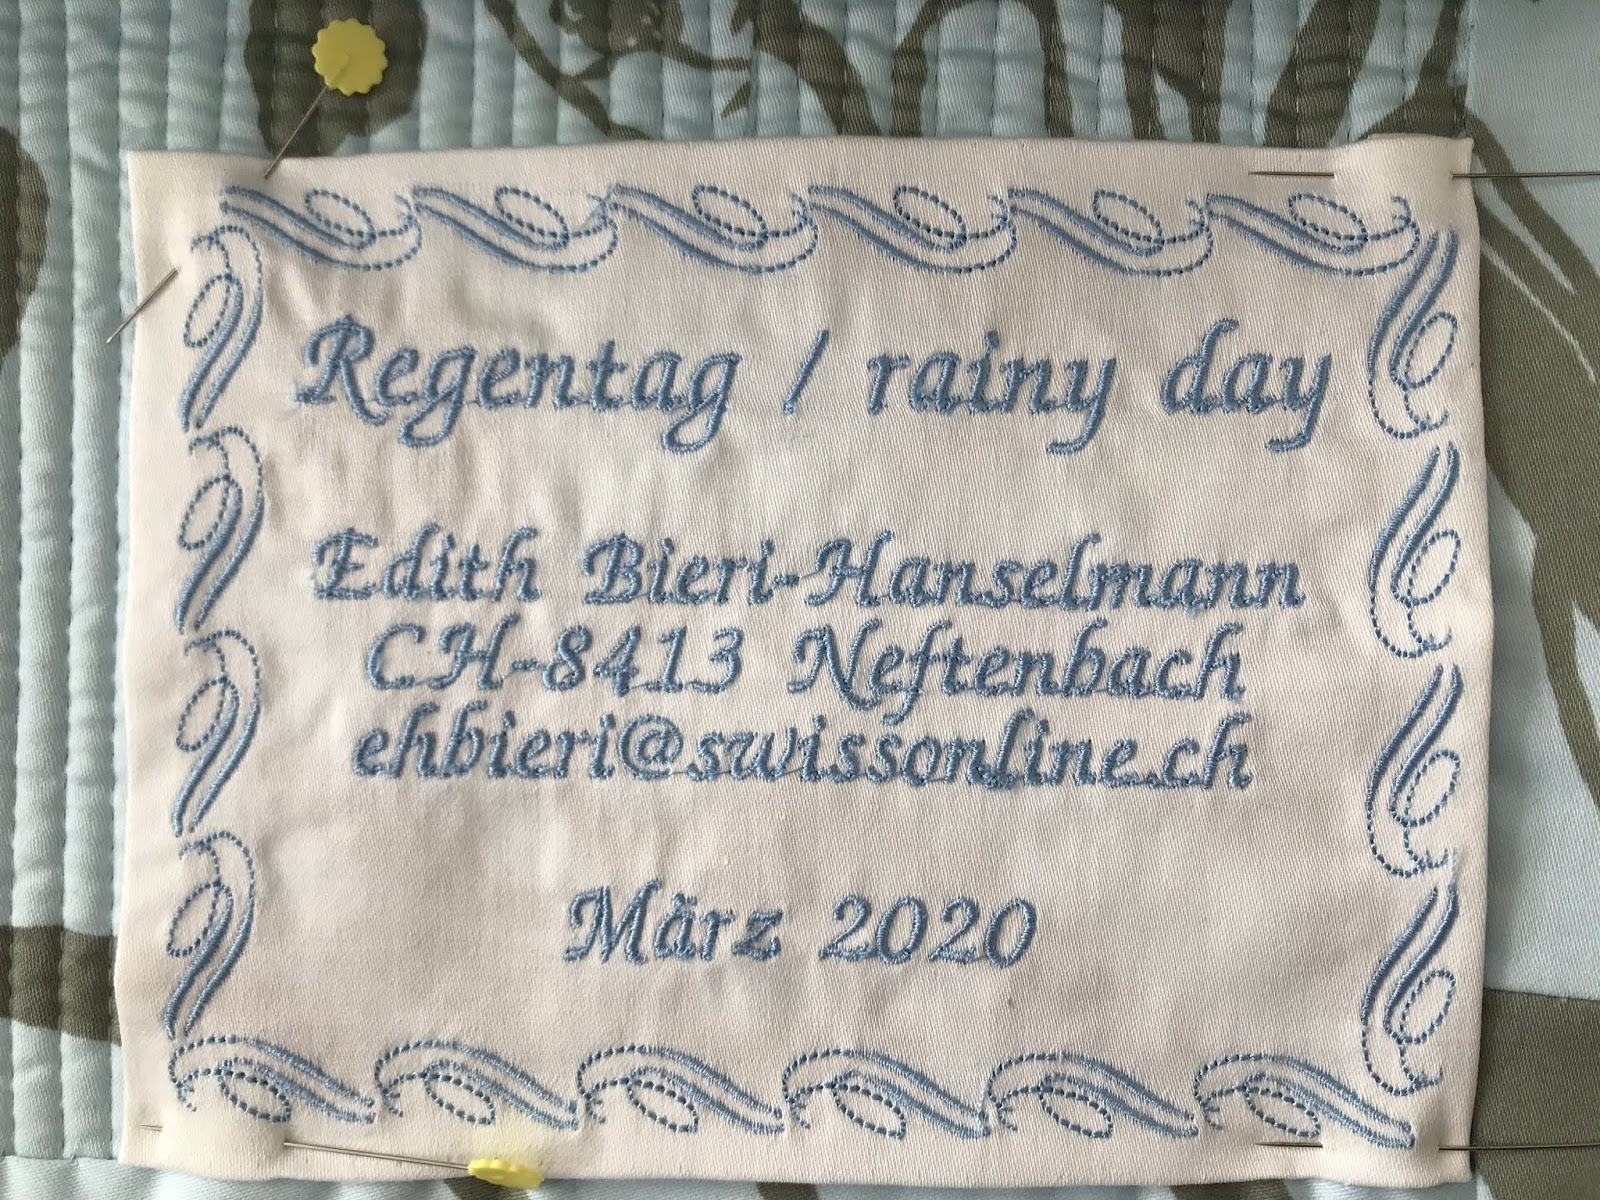 Regentag / rainy day
Edith Bieri-Hanselmann
CH-8413 Neftenbach
ehbieri@swissonline.ch
März 2020